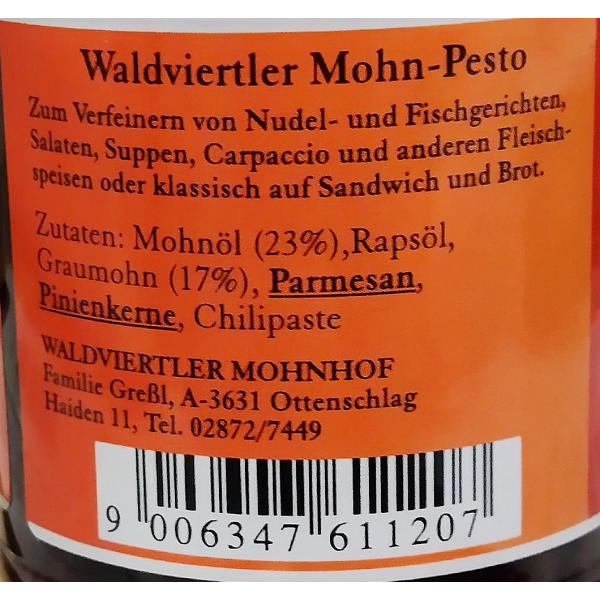 Waldviertler Mohn-Pesto
Zum Verfeinern von Nudel- und Fischgerichten,
Salaten, Suppen, Carpaccio und anderen Fleisch-
speisen oder klassisch auf Sandwich und Brot.
Zutaten: Mohnöl (23%),Rapsöl,
Graumohn (17%), Parmesan,
Pinienkerne, Chilipaste
WALDVIERTLER MOHNHOF
Familie Greßl, A-3631 Ottenschlag
Haiden 11, Tel. 02872/7449
9 006347 611207